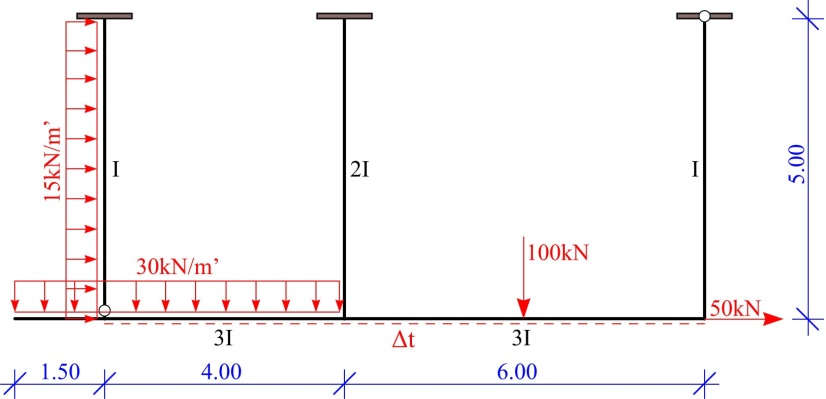 15kN/m’
I
2I
I
5.00
100kN
30kN/m’
50kN
3I
Δt
3I
1.50
4.00
6.00